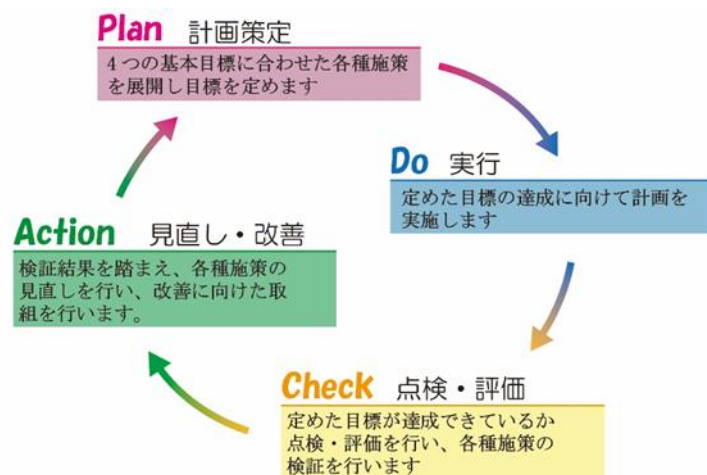 Plan 計画策定
4つの基本目標に合わせた各種施策
を展開し目標を定めます
Do 実行
定めた目標の達成に向けて計画を
実施します
Action 見直し・改善
検証結果を踏まえ、各種施策の
見直しを行い、改善に向けた取
組を行います。
Check 点検・評価
定めた目標が達成できているか
点検・評価を行い、各種施策の
検証を行います